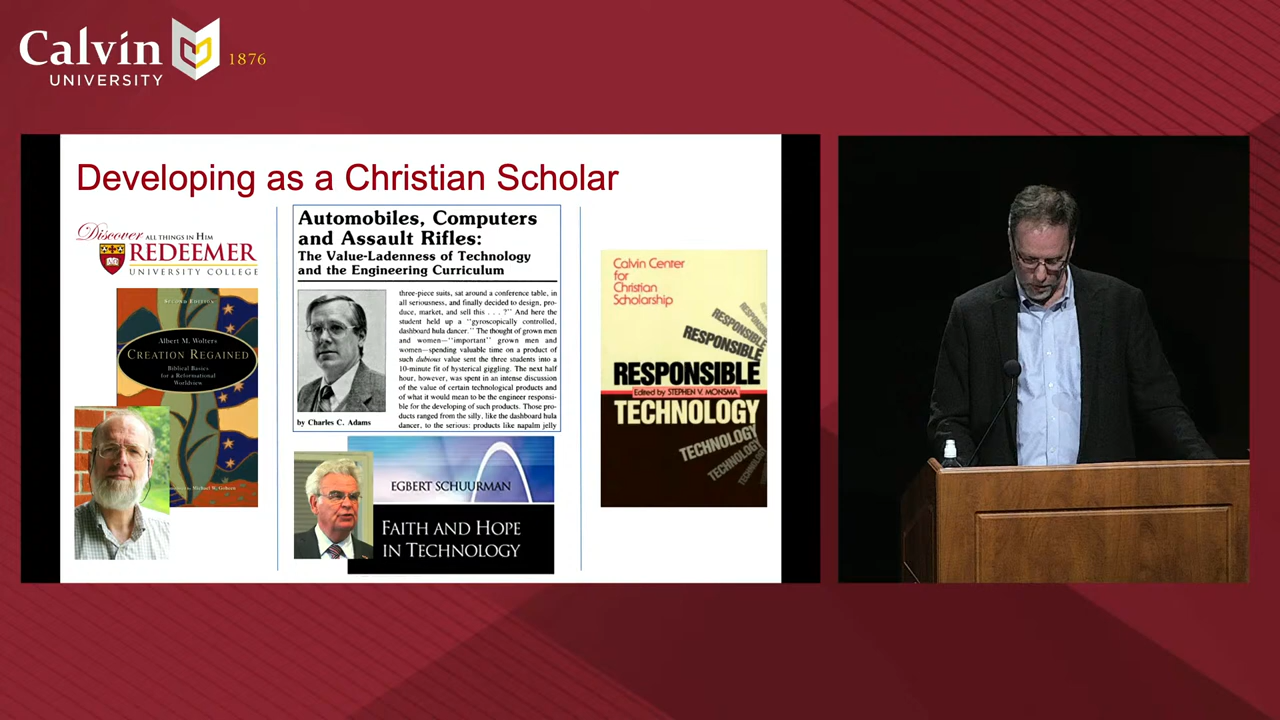 Calvin
UNIVERSITY
1876
Developing as a Christian Scholar
Discover ALL THINGS IN HIM
REDEEMER
UNIVERSITY COLLEGE
SECOND EDITION
Albert M. Wolters
CREATION REGAINED
Biblical Basics
for a Reformational
Worldview
Michael W. Goheen
Automobiles, Computers
and Assault Rifles:
The Value-Ladenness of Technology
and the Engineering Curriculum
three-piece suits, sat around a conference table, in
all seriousness, and finally decided to design, pro-
duce, market, and sell this . . . ?" And here the
student held up a "gyroscopically controlled,
dashboard hula dancer." The thought of grown men
and women—"important" grown men and
women—spending valuable time on a product of
such dubious value sent the three students into a
10-minute fit of hysterical giggling. The next half
hour, however, was spent in an intense discussion
of the value of certain technological products and
of what it would mean to be the engineer responsi-
ble for the developing of such products. Those pro-
ducts ranged from the silly, like the dashboard hula
dancer, to the serious: products like napalm jelly
by Charles C. Adams
EGBERT SCHUURMAN
FAITH AND HOPE
IN TECHNOLOGY
Calvin Center
for
Christian
Scholarship
RESPONSIBLE
RESPONSIBLE
RESPONSIBLE
RESPONSIBLE
Edited by STEPHEN V. MONSMA
TECHNOLOGY
TECHNOLOGY
TECHNOLOGY
TECHNOLOGY